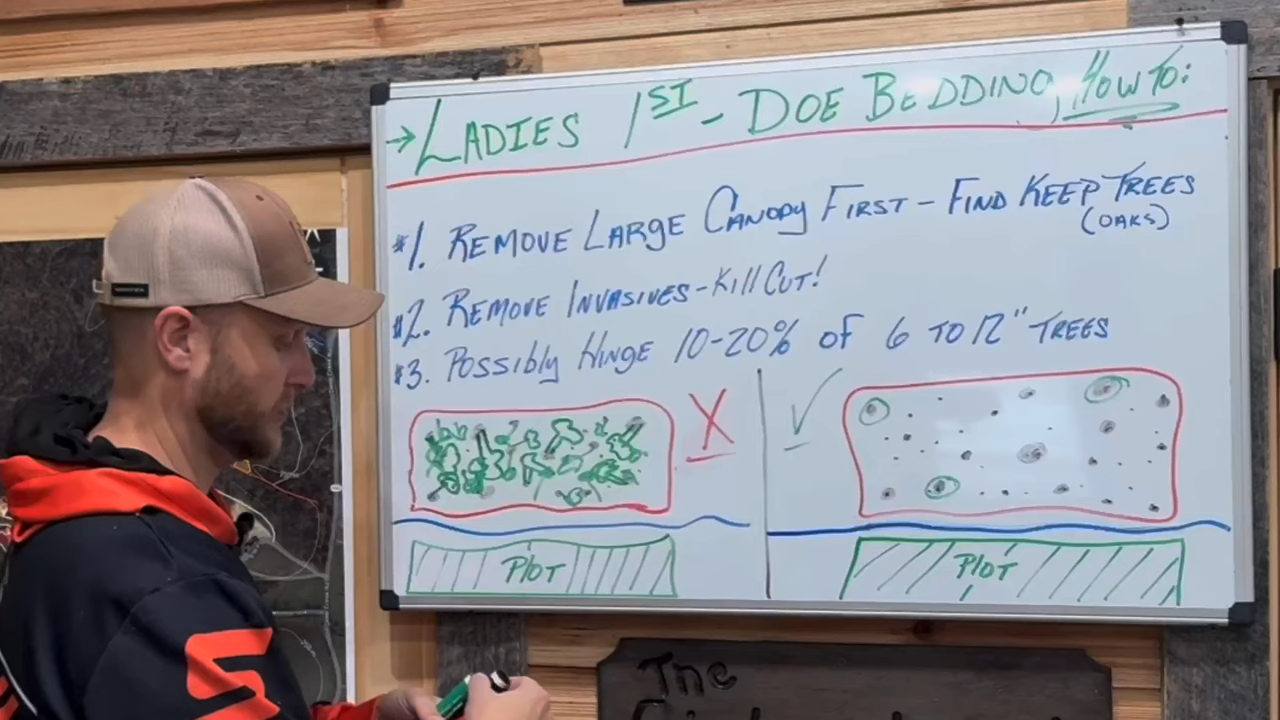 →LADIES 1ST - DOE BEDDING, HOW TO:
#1. REMOVE LARGE CANOPY FIRST - FIND KEEP TREES
(OAKS)
#2. REMOVE INVASIVES - KILL CUT!
#3. POSSIBLY HINGE 10-20% OF 6 TO 12" TREES
X
PLOT
PLOT
The